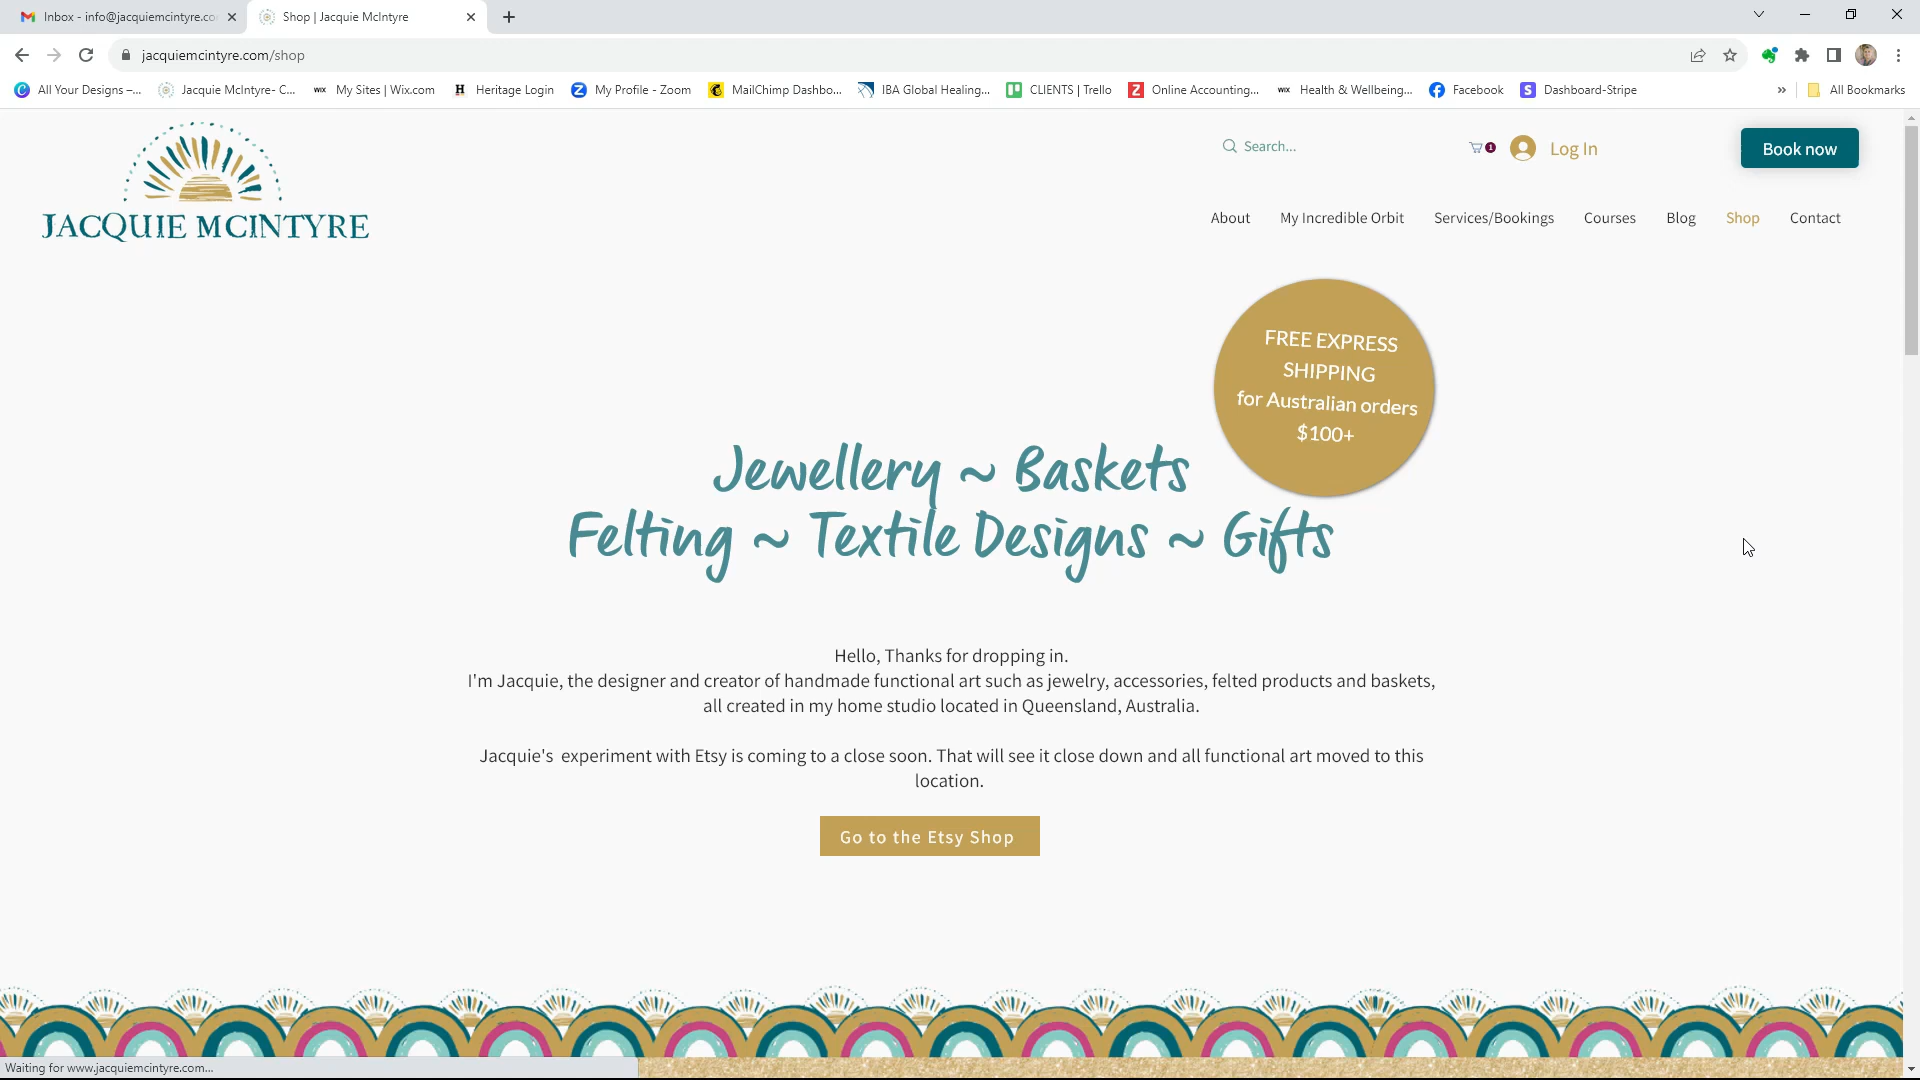 Inbox - info@jacquiemcintyre.co
Shop | Jacquie McIntyre
jacquiemcintyre.com/shop
All Your Designs –...
Jacquie McIntyre- C...
WIX My Sites | Wix.com
H Heritage Login
Z My Profile - Zoom
MailChimp Dashbo...
IBA Global Healing...
CLIENTS | Trello
Z Online Accounting...
WIX Health & Wellbeing...
Facebook
S Dashboard-Stripe
»
All Bookmarks
Search...
1
Log In
Book now
JACQUIE MCINTYRE
About
My Incredible Orbit
Services/Bookings
Courses
Blog
Shop
Contact
FREE EXPRESS
SHIPPING
for Australian orders
$100+
Jewellery ~ Baskets
Felting ~ Textile Designs ~ Gifts
Hello, Thanks for dropping in.
I'm Jacquie, the designer and creator of handmade functional art such as jewelry, accessories, felted products and baskets,
all created in my home studio located in Queensland, Australia.
Jacquie's  experiment with Etsy is coming to a close soon. That will see it close down and all functional art moved to this
location.
Go to the Etsy Shop
Waiting for www.jacquiemcintyre.com...